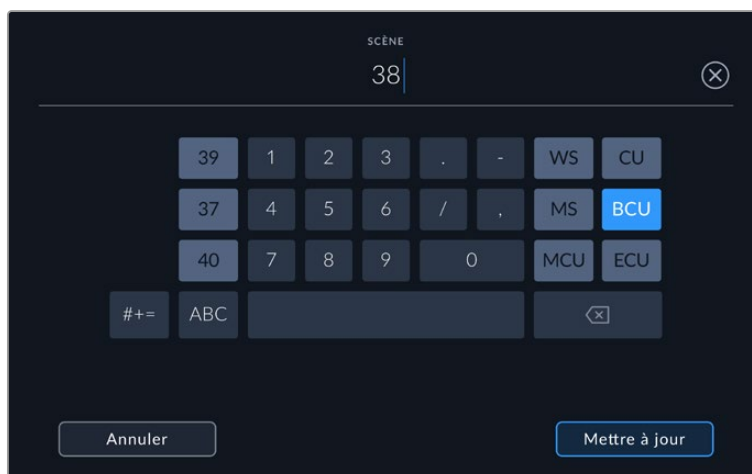 SCÈNE
38
39 1 2 3 . - WS CU
37 4 5 6 / , MS BCU
40 7 8 9 0 MCU ECU
#+= ABC
Annuler Mettre à jour